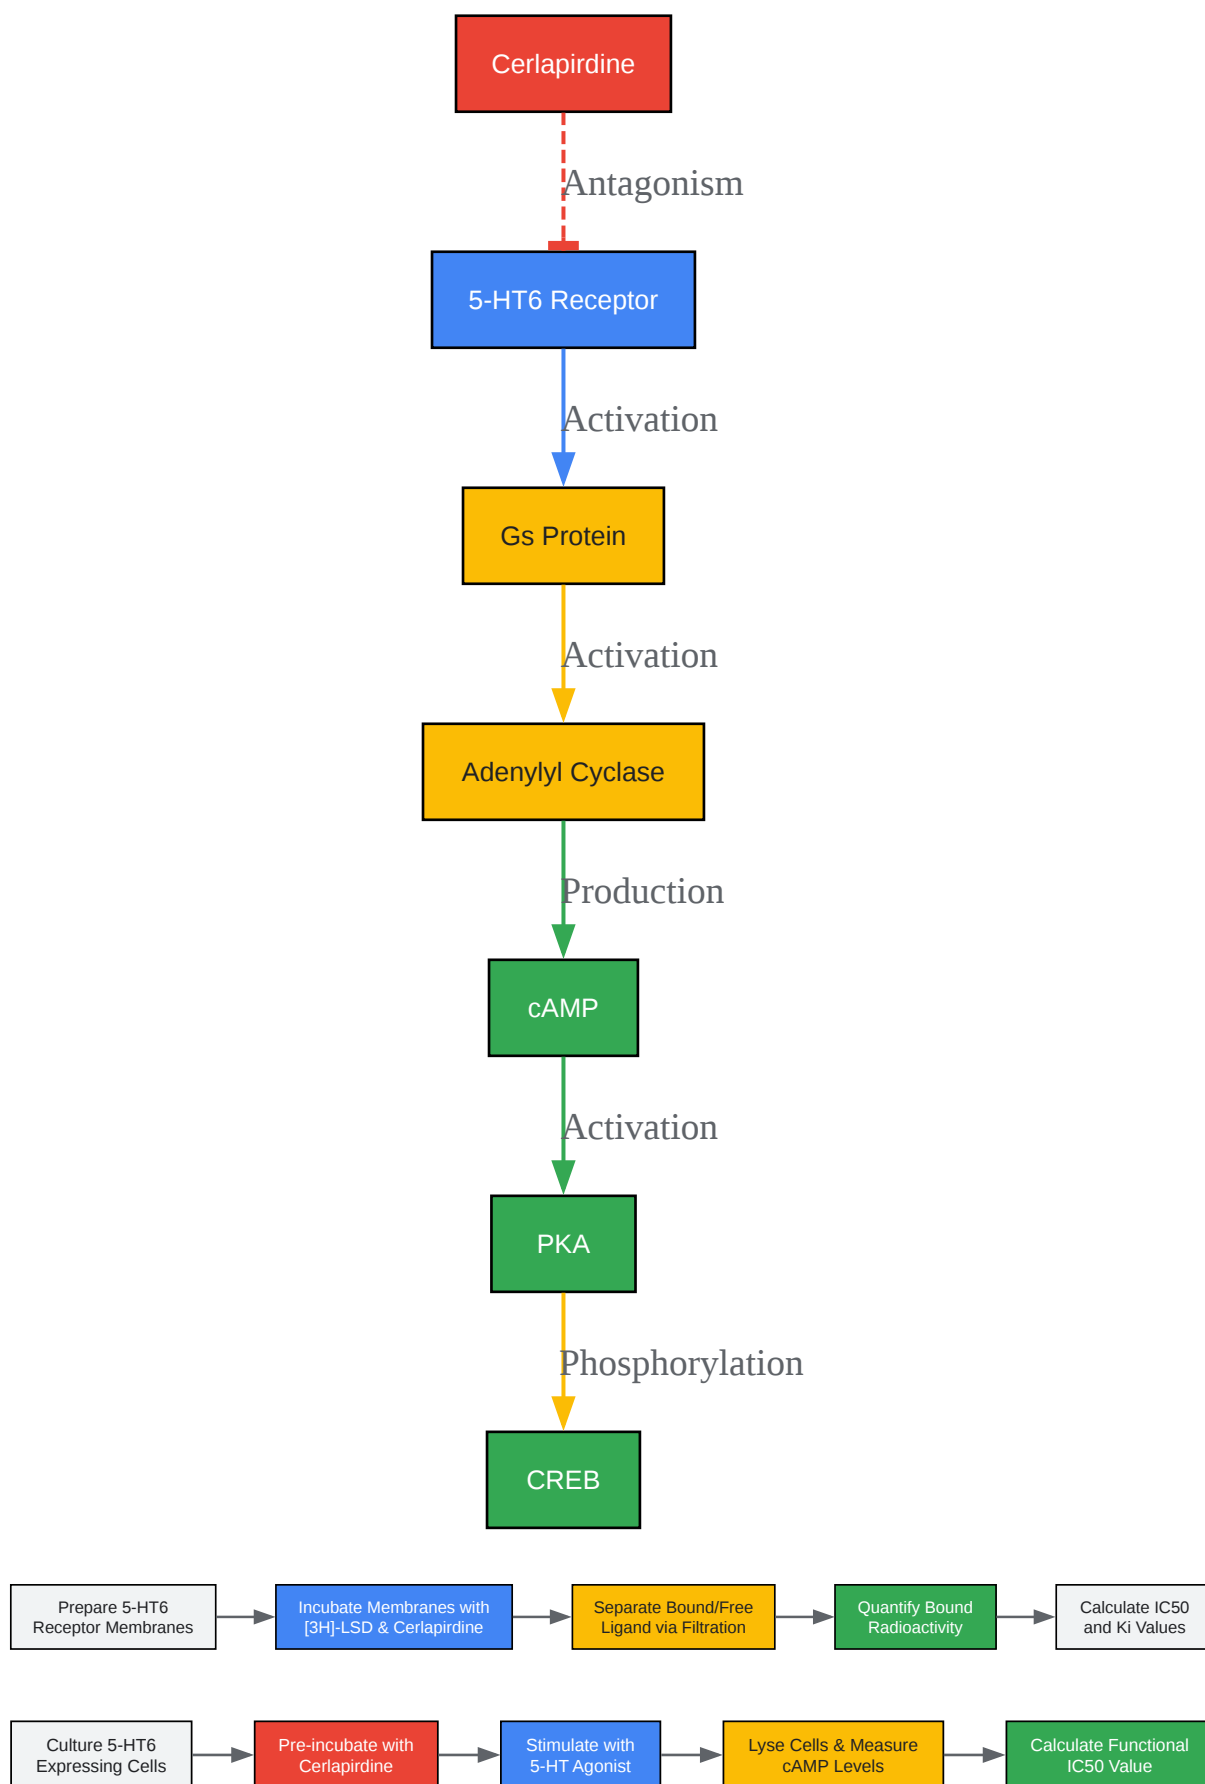 Cerlapirdine
Antagonism
5-HT6 Receptor
Activation
Gs Protein
Activation
Adenylyl Cyclase
Production
cAMP
Activation
PKA
Phosphorylation
CREB
Prepare 5-HT6
Receptor Membranes
Incubate Membranes with
[3H]-LSD & Cerlapirdine
Separate Bound/Free
Ligand via Filtration
Quantify Bound
Radioactivity
Calculate IC50
and Ki Values
Culture 5-HT6
Expressing Cells
Pre-incubate with
Cerlapirdine
Stimulate with
5-HT Agonist
Lyse Cells & Measure
cAMP Levels
Calculate Functional
IC50 Value